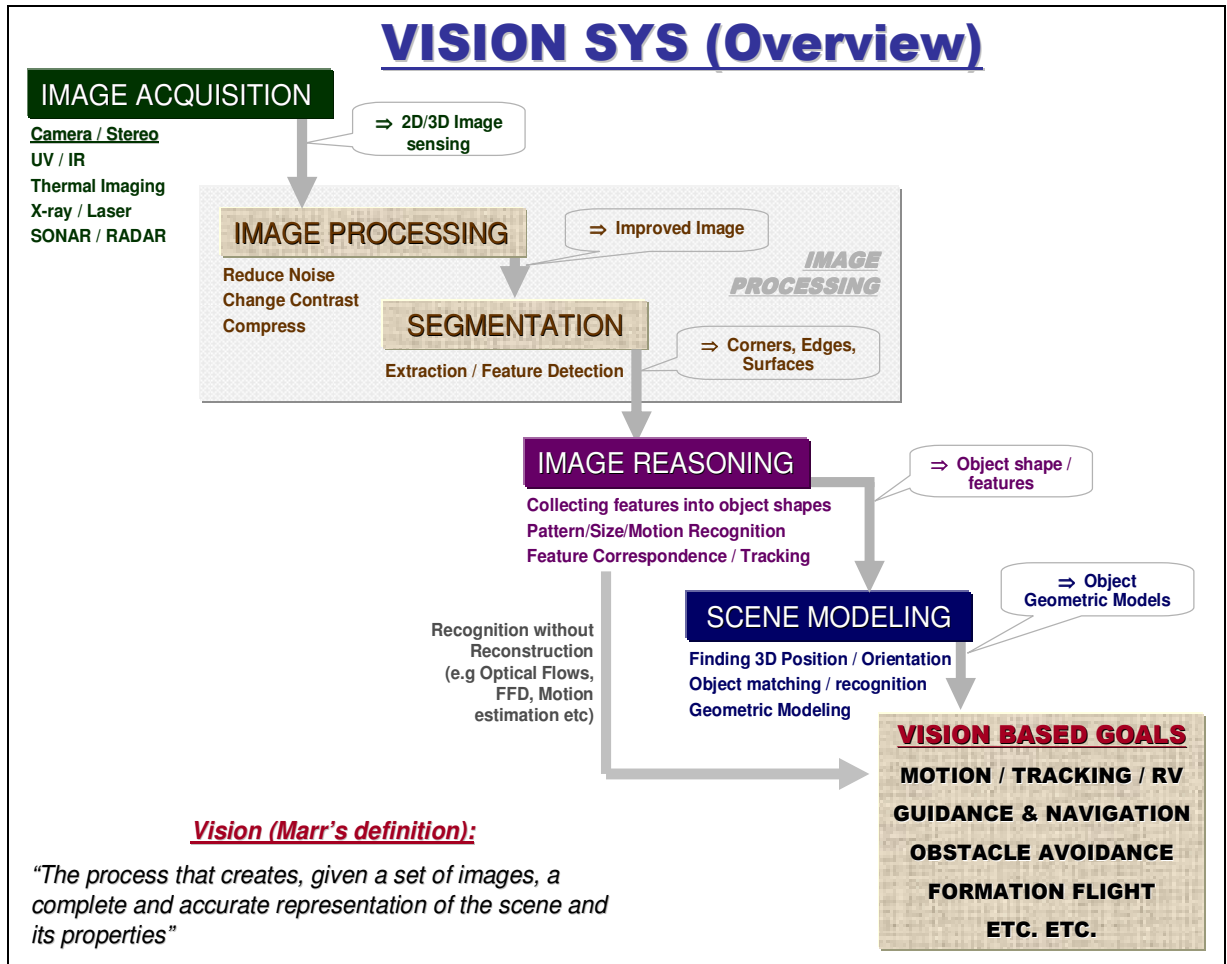 VISION SYS (Overview)
IMAGE ACQUISITION
Camera / Stereo
UV / IR
Thermal Imaging
X-ray / Laser
SONAR / RADAR
⇒ 2D/3D Image
sensing
IMAGE PROCESSING
Reduce Noise
Change Contrast
Compress
⇒ Improved Image
IMAGE
PROCESSING
SEGMENTATION
Extraction / Feature Detection
⇒ Corners, Edges,
Surfaces
IMAGE REASONING
Collecting features into object shapes
Pattern/Size/Motion Recognition
Feature Correspondence / Tracking
⇒ Object shape /
features
SCENE MODELING
Finding 3D Position / Orientation
Object matching / recognition
Geometric Modeling
⇒ Object
Geometric Models
Recognition without
Reconstruction
(e.g Optical Flows,
FFD, Motion
estimation etc)
VISION BASED GOALS
MOTION / TRACKING / RV
GUIDANCE & NAVIGATION
OBSTACLE AVOIDANCE
FORMATION FLIGHT
ETC. ETC.
Vision (Marr's definition):
“The process that creates, given a set of images, a
complete and accurate representation of the scene and
its properties”